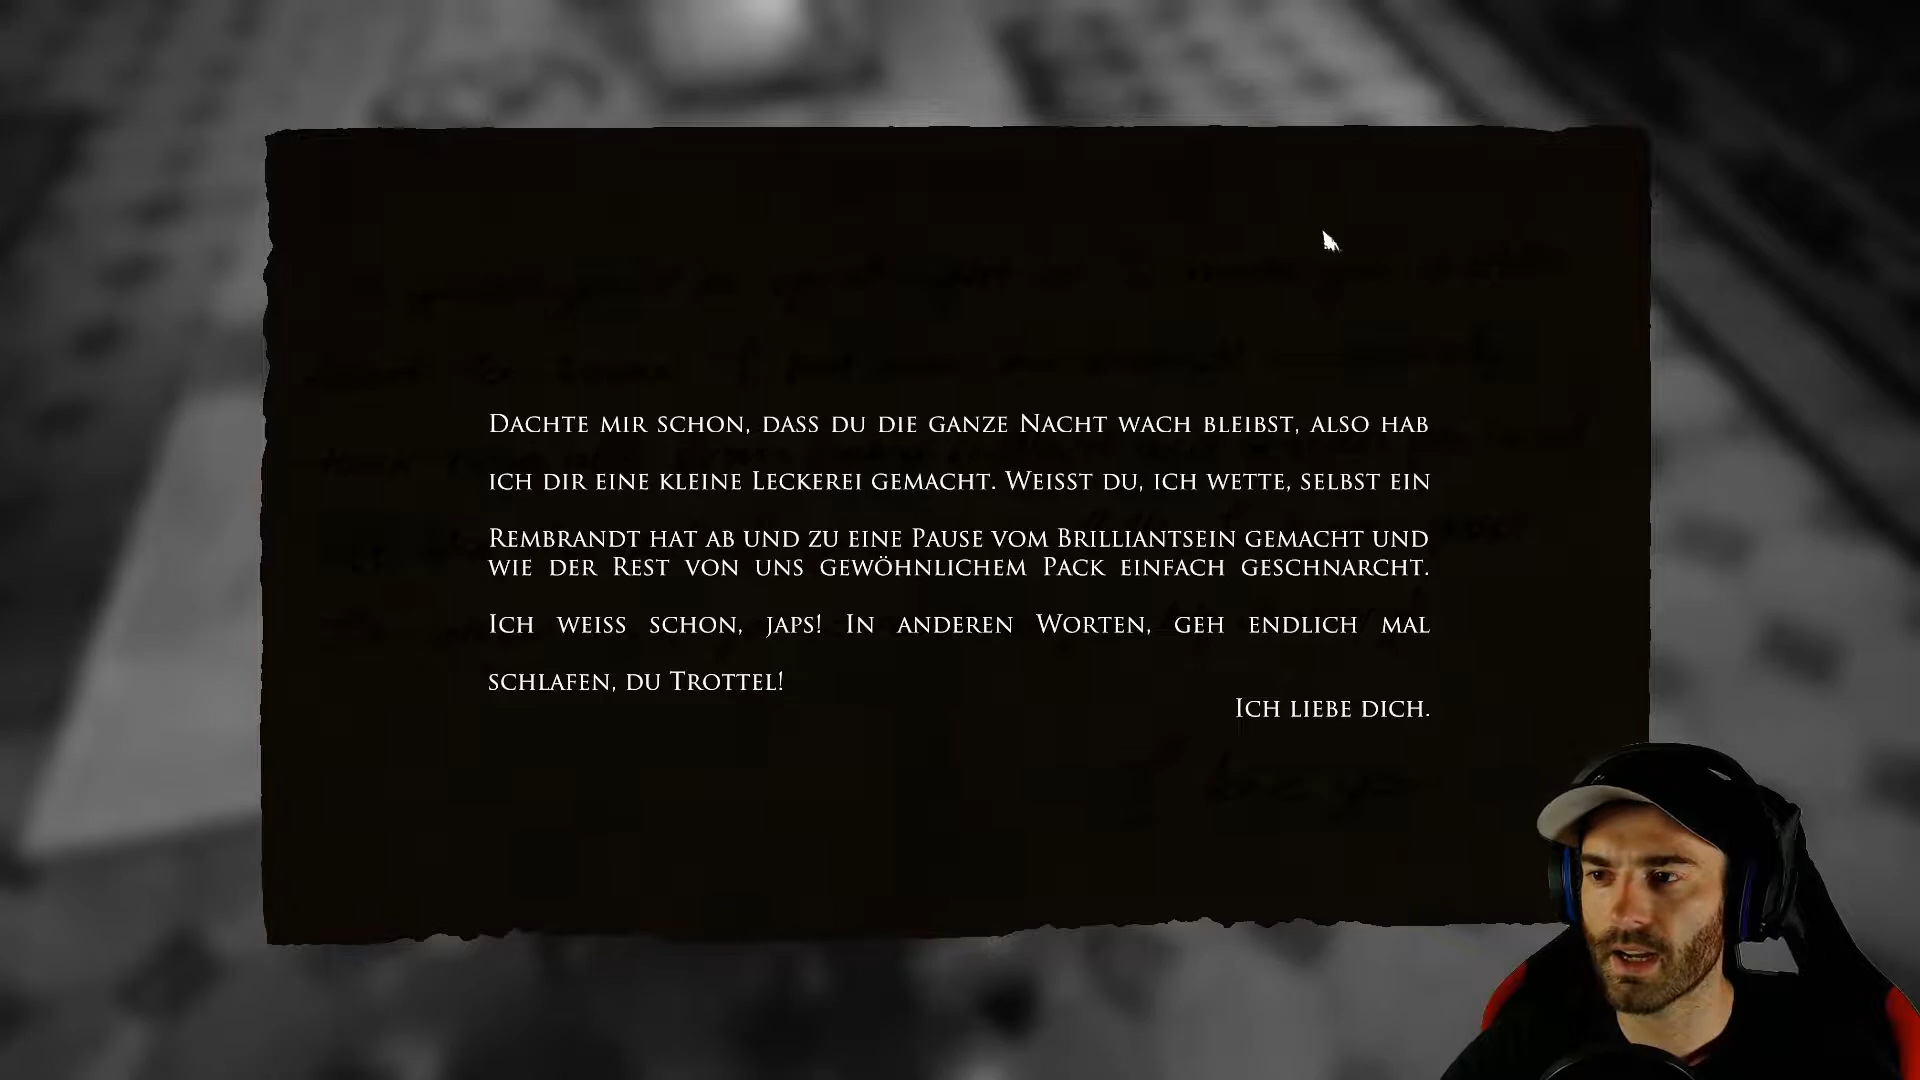 Dachte mir schon, dass du die ganze Nacht wach bleibst, also hab
ich dir eine kleine Leckerei gemacht. Weisst du, ich wette, selbst ein
Rembrandt hat ab und zu eine Pause vom Brilliantsein gemacht und
wie der Rest von uns gewöhnlichem Pack einfach geschnarcht.
Ich weiss schon, japs! In anderen Worten, geh endlich mal
schlafen, du Trottel!
Ich liebe dich.